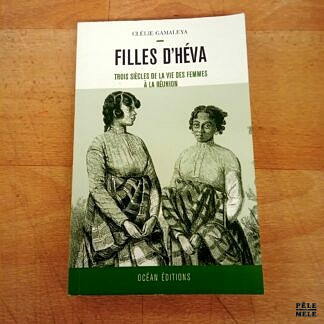 CLÉLIE GAMALEYA
FILLES D'HÉVA
TROIS SIÈCLES DE LA VIE DES FEMMES
À LA RÉUNION
OCÉAN ÉDITIONS
PÊLE
MÊLE